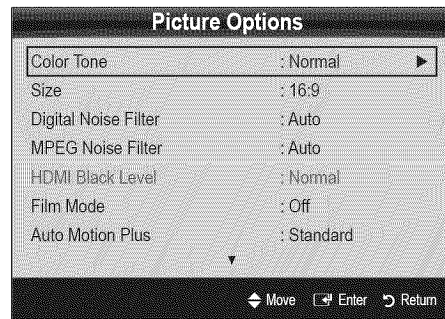 Picture Options
Color Tone : Normal ►
Size : 16:9
Digital Noise Filter : Auto
MPEG Noise Filter : Auto
HDMI Black Level : Normal
Film Mode : Off
Auto Motion Plus : Standard
▼
Move Enter Return